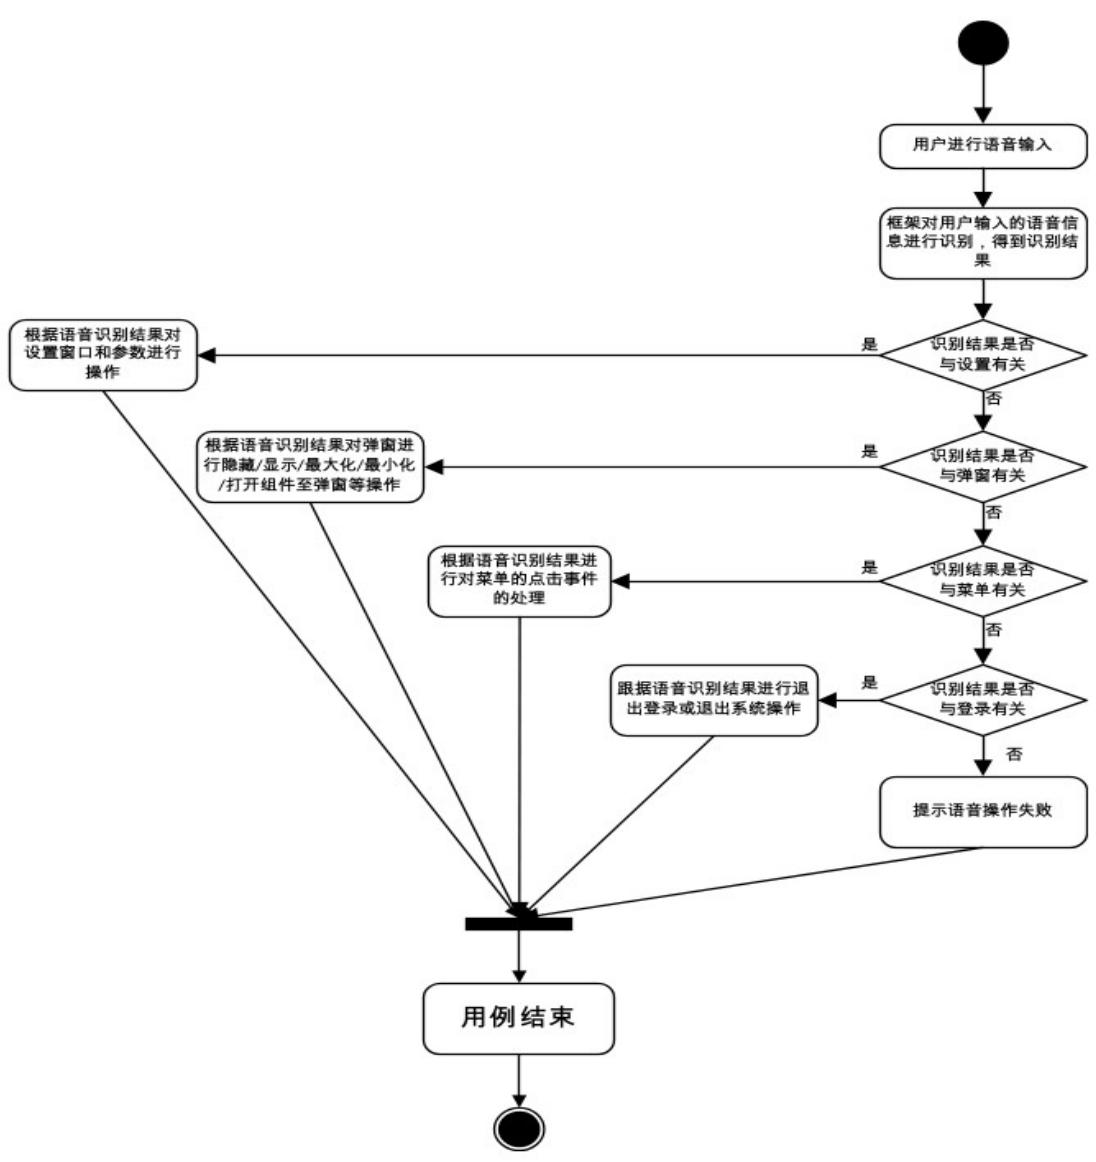 用户进行语音输入
框架对用户输入的语音信
息进行识别，得到识别结
果
识别结果是否
与设置有关
是
根据语音识别结果对
设置窗口和参数进行
操作
否
识别结果是否
与弹窗有关
是
根据语音识别结果对弹窗进
行隐藏/显示/最大化/最小化
/打开组件至弹窗等操作
否
识别结果是否
与菜单有关
是
根据语音识别结果进
行对菜单的点击事件
的处理
否
识别结果是否
与登录有关
是
跟据语音识别结果进行退
出登录或退出系统操作
否
提示语音操作失败
用例结束